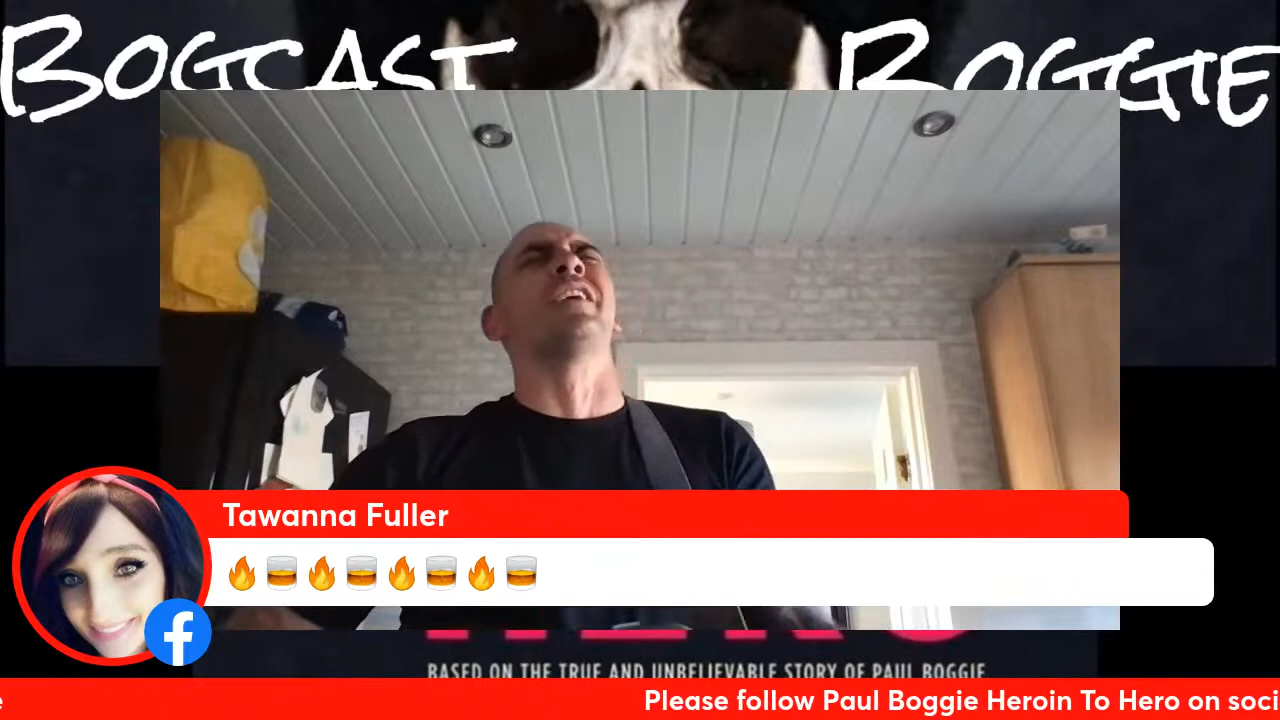 BOGCAST BOGGIE
Tawanna Fuller
🔥🥃🔥🥃🔥🥃🔥🥃
HERO
BASED ON THE TRUE AND UNBELIEVABLE STORY OF PAUL BOGGIE
e Please follow Paul Boggie Heroin To Hero on soci